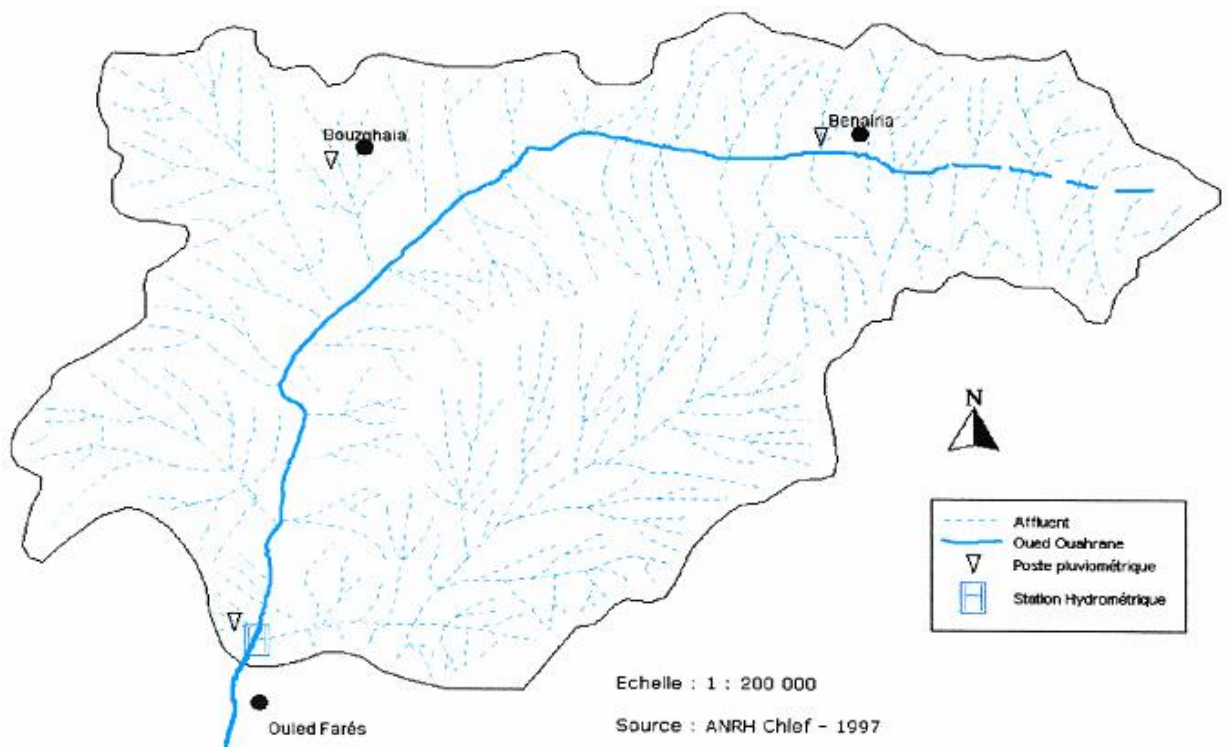 Bouzghaia
Benairia
N
Affluent
Oued Ouahrane
Poste pluviométrique
H
Station Hydrométrique
H
Echelle : 1 : 200 000
Ouled Farés
Source : ANRH Chlef - 1997